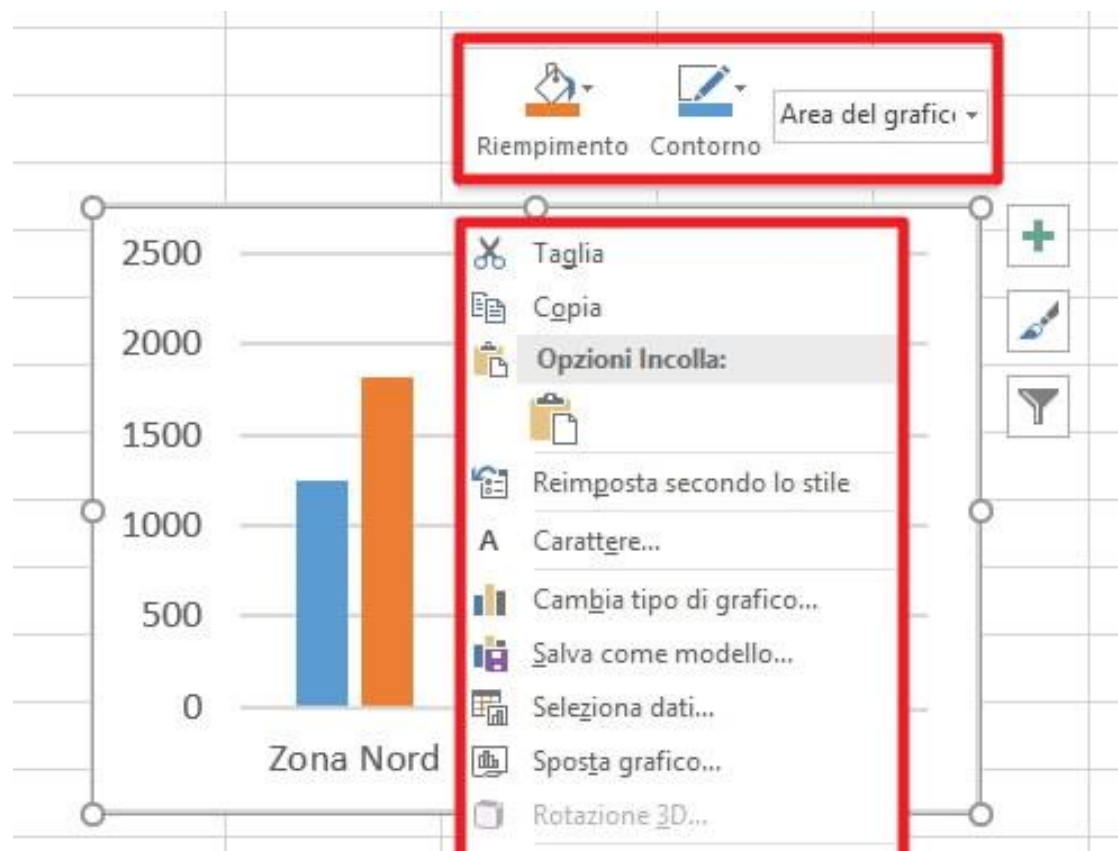 Riempimento Contorno Area del grafic
2500
2000
1500
1000
500
0
Zona Nord
Taglia
Copia
Opzioni Incolla:
Reimposta secondo lo stile
A Carattere...
Cambia tipo di grafico...
Salva come modello...
Seleziona dati...
Sposta grafico...
Rotazione 3D...